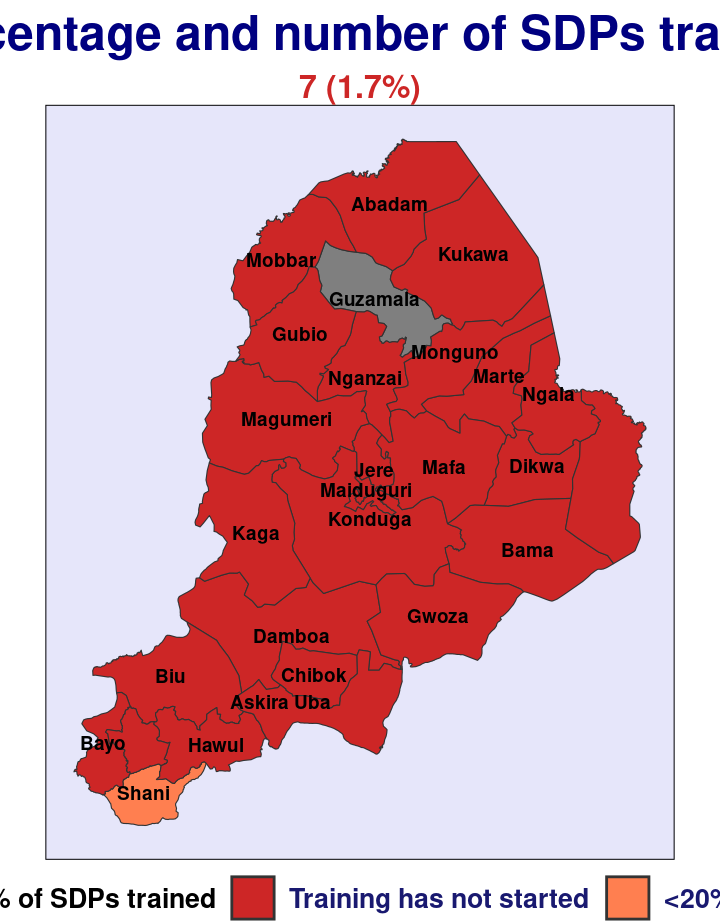 centage and number of SDPs tra
7 (1.7%)
Abadam
Kukawa
Mobbar
Guzamala
Gubio
Monguno
Nganzai
Marte
Ngala
Magumeri
Jere
Mafa
Dikwa
Maiduguri
Konduga
Kaga
Bama
Gwoza
Damboa
Biu
Chibok
Askira Uba
Bayo
Hawul
Shani
% of SDPs trained Training has not started <20%